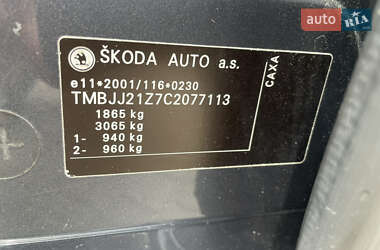 auto RIA
ŠKODA AUTO a.s.
e11*2001/116*0230
TMBJJ21Z7C2077113
1865 kg
3065 kg
1- 940 kg
2- 960 kg
CAXA